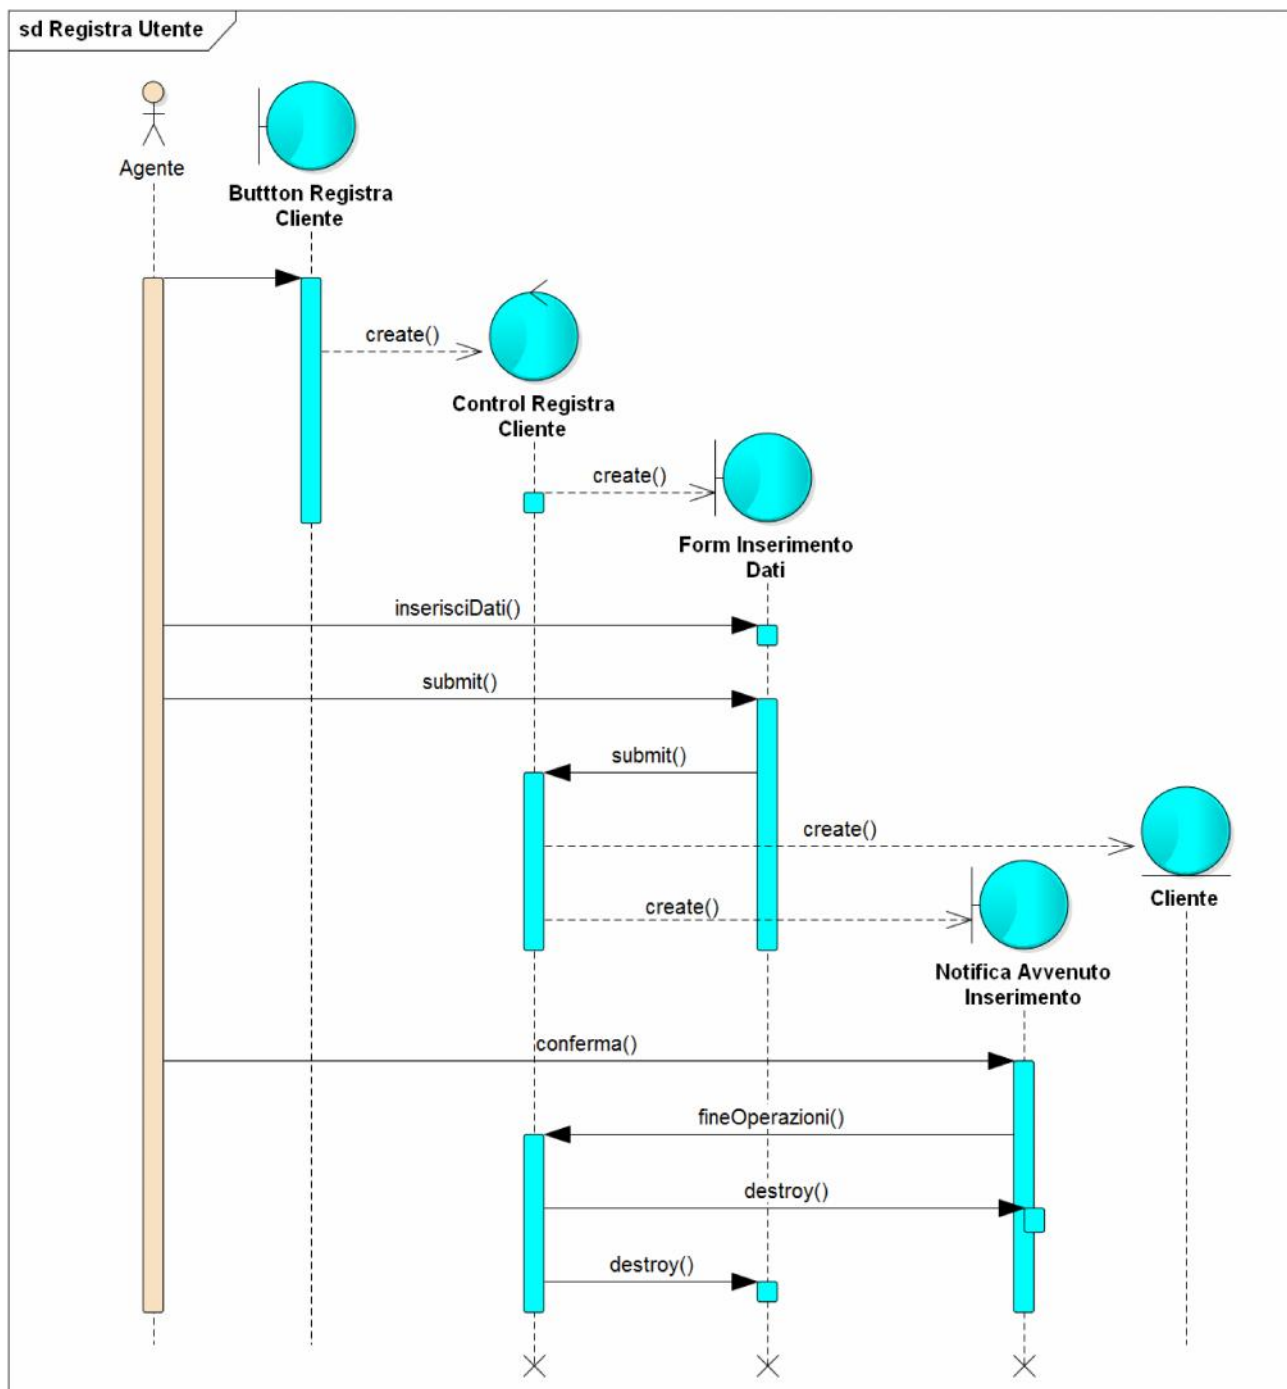 sd Registra Utente
Agente
Buttton Registra
Cliente
create()
Control Registra
Cliente
create()
Form Inserimento
Dati
inserisciDati()
submit()
submit()
create()
Cliente
create()
Notifica Avvenuto
Inserimento
conferma()
fineOperazioni()
destroy()
destroy()